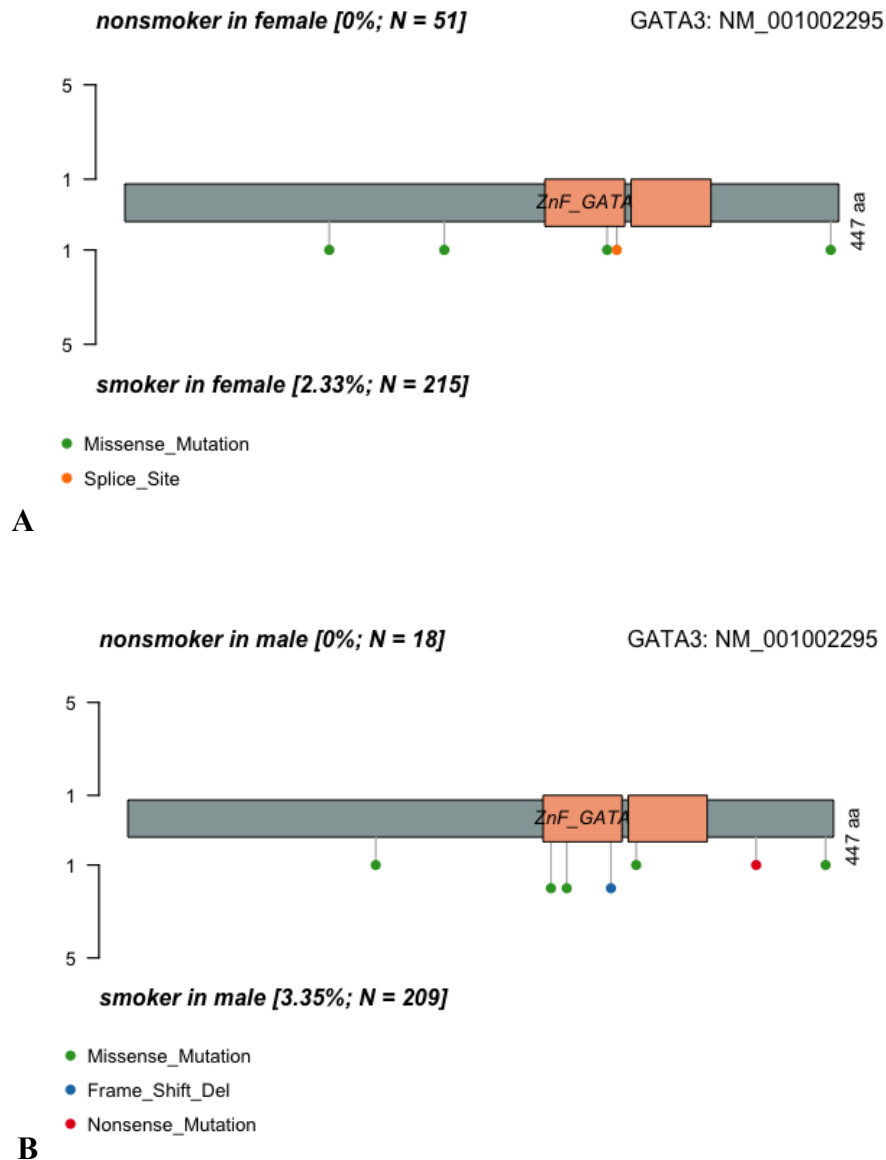 nonsmoker in female [0%; N = 51] GATA3: NM_001002295
5
1
ZnF_GATA
447 aa
1
5
smoker in female [2.33%; N = 215]
Missense_Mutation
Splice_Site
A
nonsmoker in male [0%; N = 18] GATA3: NM_001002295
5
1
ZnF_GATA
447 aa
1
5
smoker in male [3.35%; N = 209]
Missense_Mutation
Frame_Shift_Del
Nonsense_Mutation
B